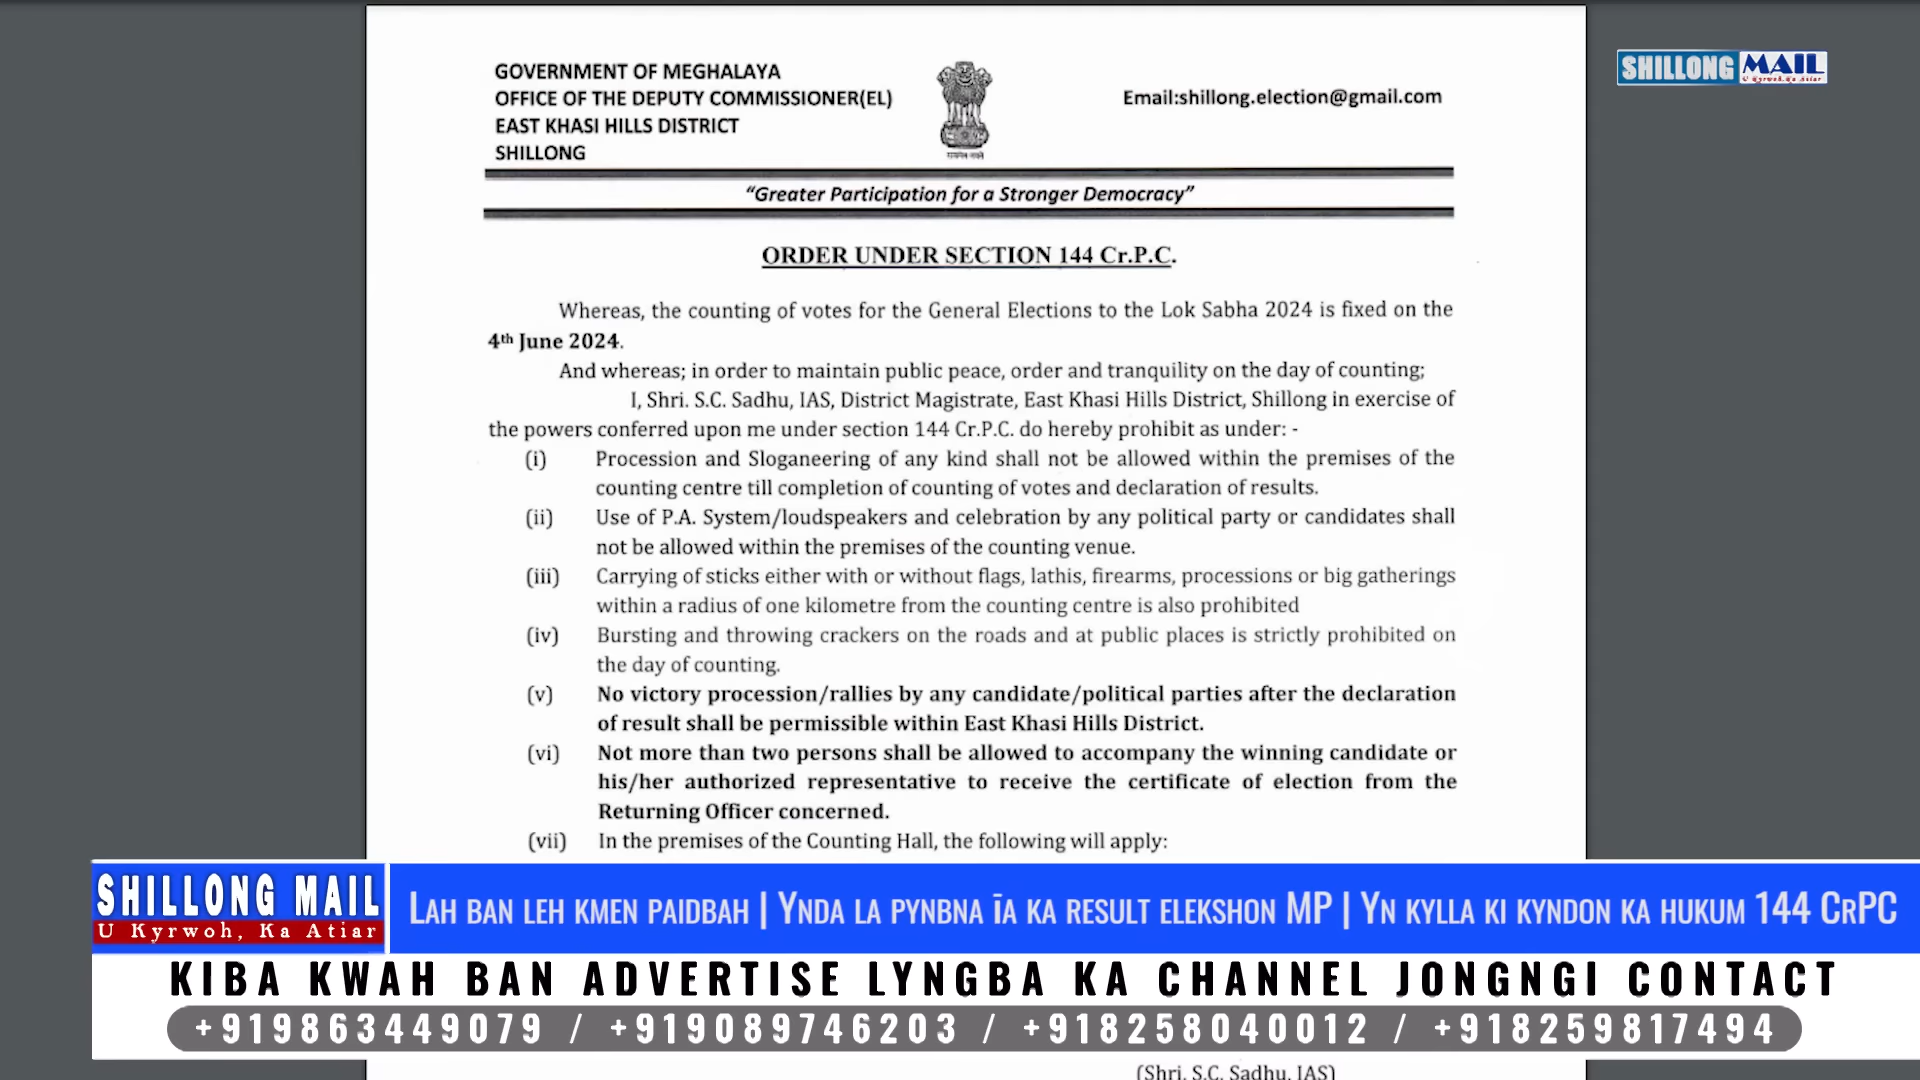 GOVERNMENT OF MEGHALAYA
OFFICE OF THE DEPUTY COMMISSIONER(EL)
EAST KHASI HILLS DISTRICT
SHILLONG
Email:shillong.election@gmail.com
SHILLONG MAIL
U Kyrwoh, Ka Atiar
"Greater Participation for a Stronger Democracy"
ORDER UNDER SECTION 144 Cr.P.C.
Whereas, the counting of votes for the General Elections to the Lok Sabha 2024 is fixed on the
4th June 2024.
And whereas; in order to maintain public peace, order and tranquility on the day of counting;
I, Shri. S.C. Sadhu, IAS, District Magistrate, East Khasi Hills District, Shillong in exercise of
the powers conferred upon me under section 144 Cr.P.C. do hereby prohibit as under: -
(i) Procession and Sloganeering of any kind shall not be allowed within the premises of the
counting centre till completion of counting of votes and declaration of results.
(ii) Use of P.A. System/loudspeakers and celebration by any political party or candidates shall
not be allowed within the premises of the counting venue.
(iii) Carrying of sticks either with or without flags, lathis, firearms, processions or big gatherings
within a radius of one kilometre from the counting centre is also prohibited
(iv) Bursting and throwing crackers on the roads and at public places is strictly prohibited on
the day of counting.
(v) No victory procession/rallies by any candidate/political parties after the declaration
of result shall be permissible within East Khasi Hills District.
(vi) Not more than two persons shall be allowed to accompany the winning candidate or
his/her authorized representative to receive the certificate of election from the
Returning Officer concerned.
(vii) In the premises of the Counting Hall, the following will apply:
SHILLONG MAIL
U Kyrwoh, Ka Atiar
LAH BAN LEH KMEN PAIDBAH | YNDA LA PYNBNA ĪA KA RESULT ELEKSHON MP | YN KYLLA KI KYNDON KA HUKUM 144 CRPC
KIBA KWAH BAN ADVERTISE LYNGBA KA CHANNEL JONGNGI CONTACT
+919863449079 / +919089746203 / +918258040012 / +918259817494
(Shri. S.C. Sadhu, IAS)